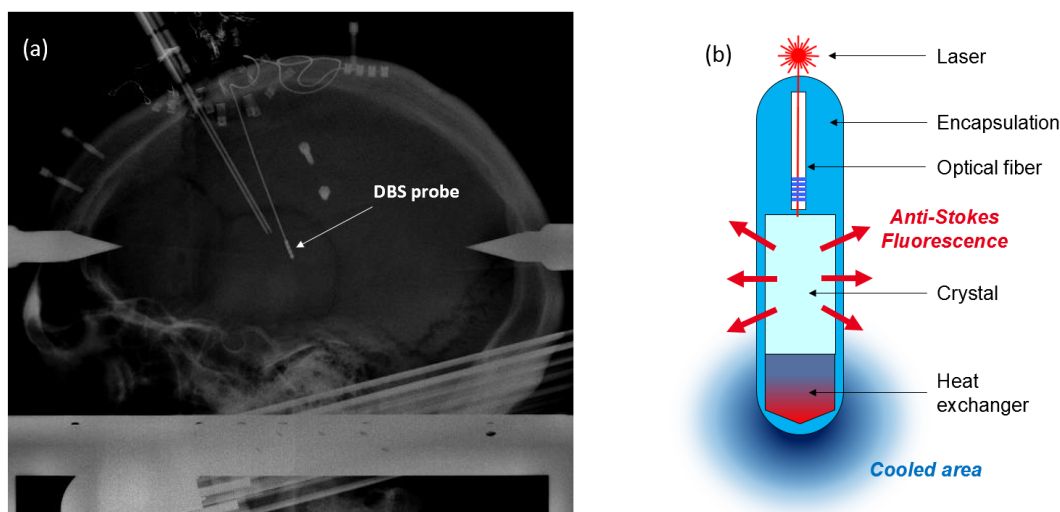 (a)
DBS probe
(b)
Laser
Encapsulation
Optical fiber
Anti-Stokes
Fluorescence
Crystal
Heat
exchanger
Cooled area